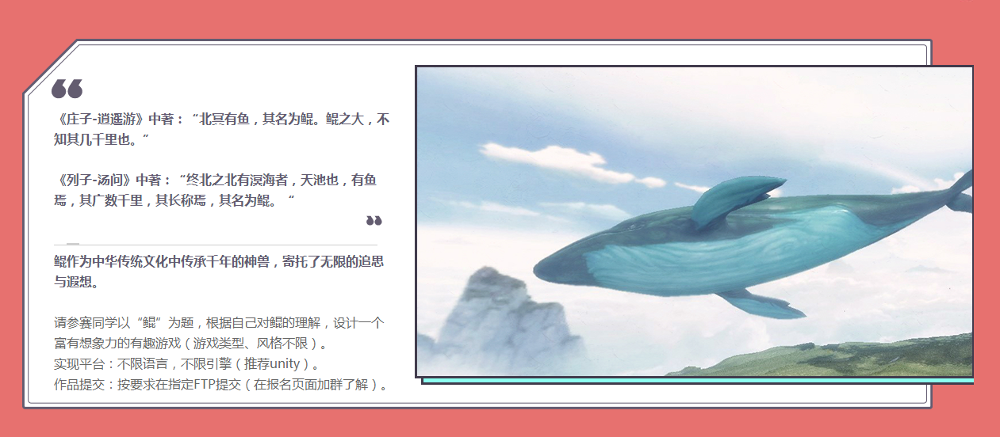 ❝
《庄子-逍遥游》中著：“北冥有鱼，其名为鲲。鲲之大，不
知其几千里也。”
《列子-汤问》中著：“终北之北有溟海者，天池也，有鱼
焉，其广数千里，其长称焉，其名为鲲。“
❞
鲲作为中华传统文化中传承千年的神兽，寄托了无限的追思
与遐想。
请参赛同学以“鲲”为题，根据自己对鲲的理解，设计一个
富有想象力的有趣游戏（游戏类型、风格不限）。
实现平台：不限语言，不限引擎（推荐unity）。
作品提交：按要求在指定FTP提交（在报名页面加群了解）。